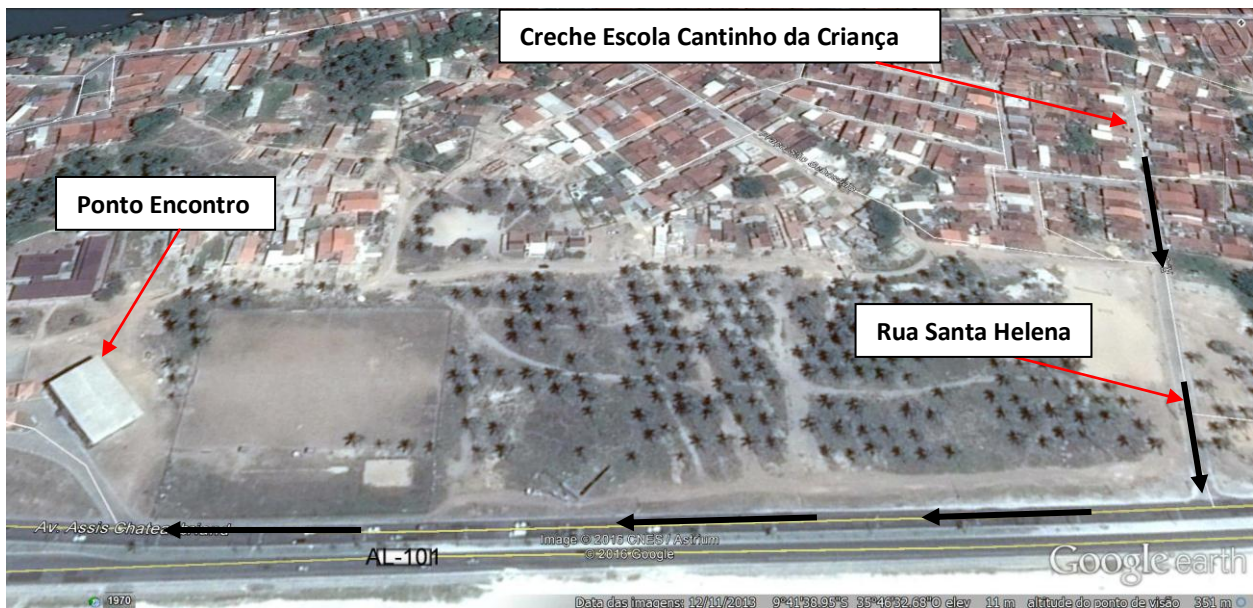 Creche Escola Cantinho da Criança
Ponto Encontro
Rua Santa Helena
Av. Assis Chateaubriand
AL-101
Image © 2016 CNES / Astrium
© 2016 Google
Google earth
1970
Data das imagens: 12/11/2013 9°41'38.95"S 35°46'32.68"O elev 11 m altitude do ponto de visão 351 m